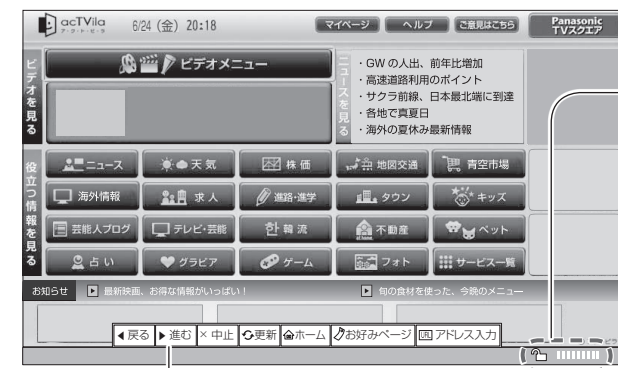 acTVila
ア・ク・ト・ビ・ラ
6/24 (金) 20:18
マイページ
ヘルプ
ご意見はこちら
Panasonic
TVスクエア
ビデオを見る
ビデオメニュー
ニュースを見る
・GWの人出、前年比増加
・高速道路利用のポイント
・サクラ前線、日本最北端に到達
・各地で真夏日
・海外の夏休み最新情報
役立つ情報を見る
ニュース
天気
株価
地図交通
青空市場
海外情報
求人
進路・進学
タウン
キッズ
芸能人ブログ
テレビ・芸能
한 韓流
不動産
ペット
占い
グラビア
ゲーム
フォト
サービス一覧
お知らせ
最新映画、お得な情報がいっぱい!
旬の食材を使った、今晩のメニュー
戻る
進む
×中止
更新
ホーム
お好みページ
URL アドレス入力